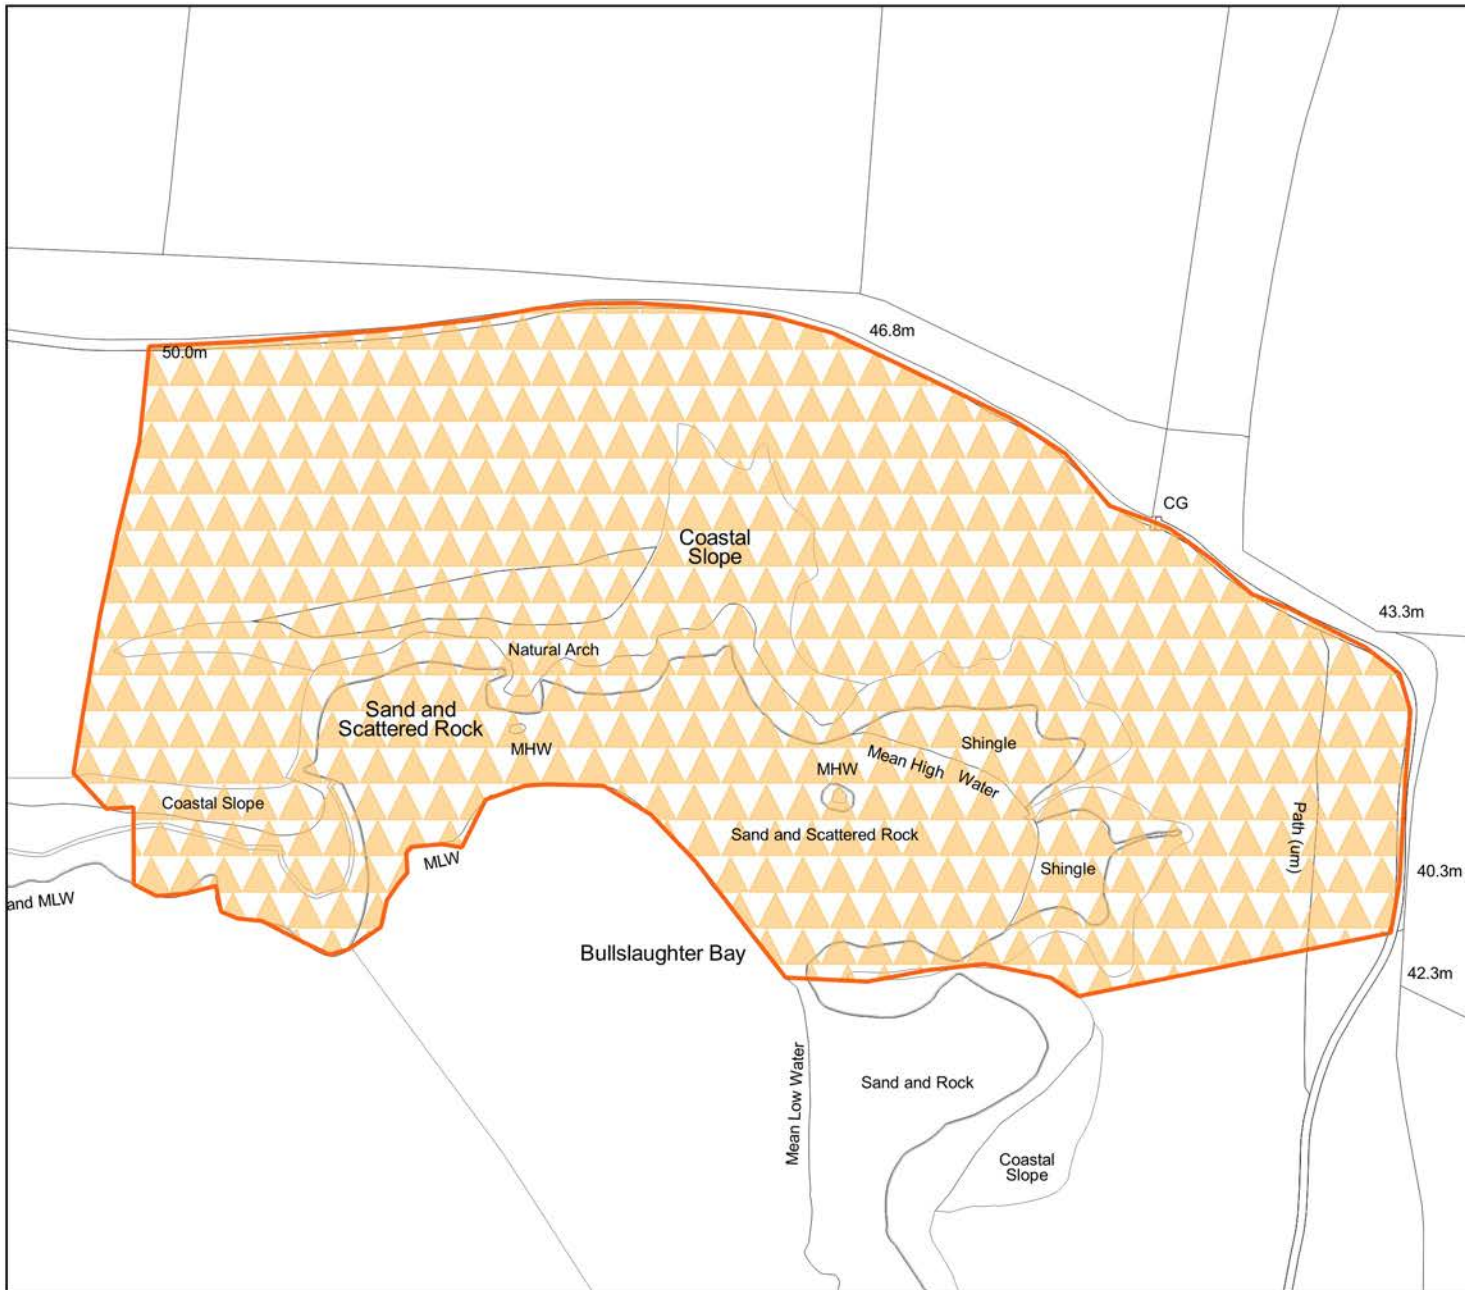 46.8m
50.0m
CG
Coastal
Slope
43.3m
Natural Arch
Sand and
Scattered Rock
MHW
Shingle
Mean High Water
MHW
Coastal Slope
Path (um)
Sand and Scattered Rock
MLW
Shingle
40.3m
and MLW
Bullslaughter Bay
42.3m
Mean Low Water
Sand and Rock
Coastal
Slope